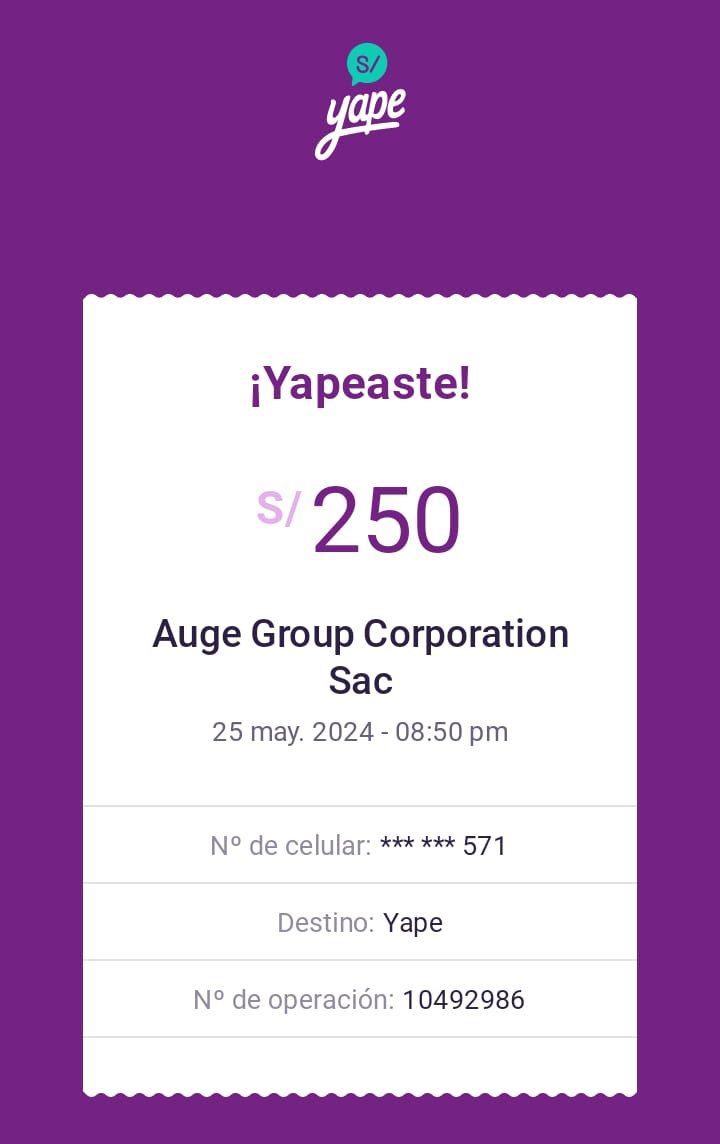 S/
yape
¡Yapeaste!
S/ 250
Auge Group Corporation
Sac
25 may. 2024 - 08:50 pm
Nº de celular: *** *** 571
Destino: Yape
Nº de operación: 10492986